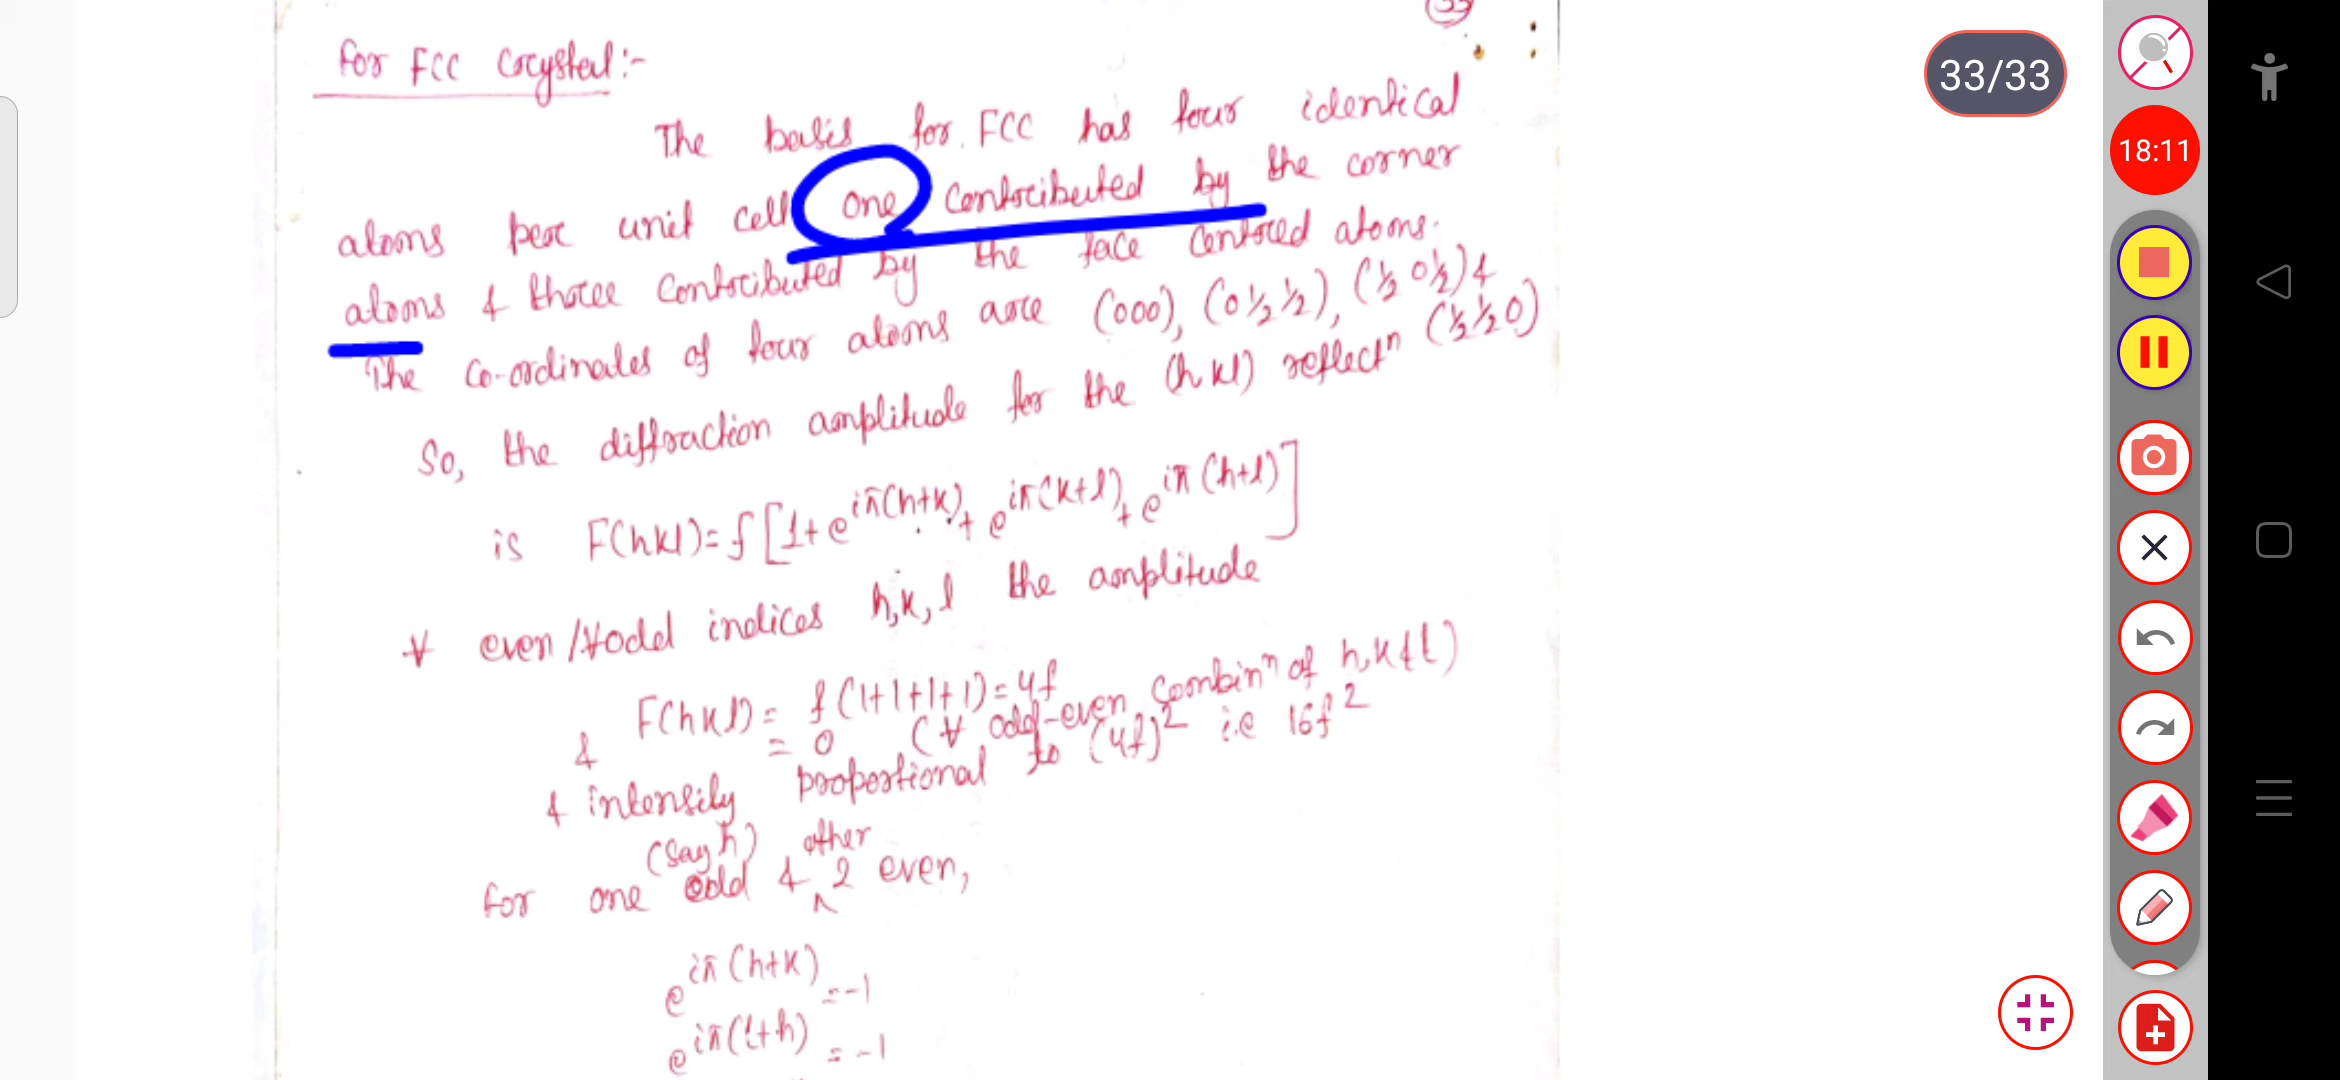 for FCC Crystal:-
33/33
18:11
The basis for FCC has four identical
atoms per unit cell one contributed by the corner
atoms & three contributed by the face centred atoms.
The co-ordinates of four atoms are (000), (0½½), (½0½) & (½½0)
So, the diffraction amplitude for the (hkl) reflectⁿ
is F(hkl) = f [1+e^{iπ(h+k)} + e^{iπ(k+l)} + e^{iπ(h+l)}]
∀ even/∀odd indices h,k,l the amplitude
F(hkl) = f(1+1+1+1) = 4f
& = 0 (∀ odd-even combinⁿ of h,k&l)
& intensity proportional to (4f)² i.e 16f²
for one odd (say h) & other 2 even,
e^{iπ(h+k)} = -1
e^{iπ(l+h)} = -1